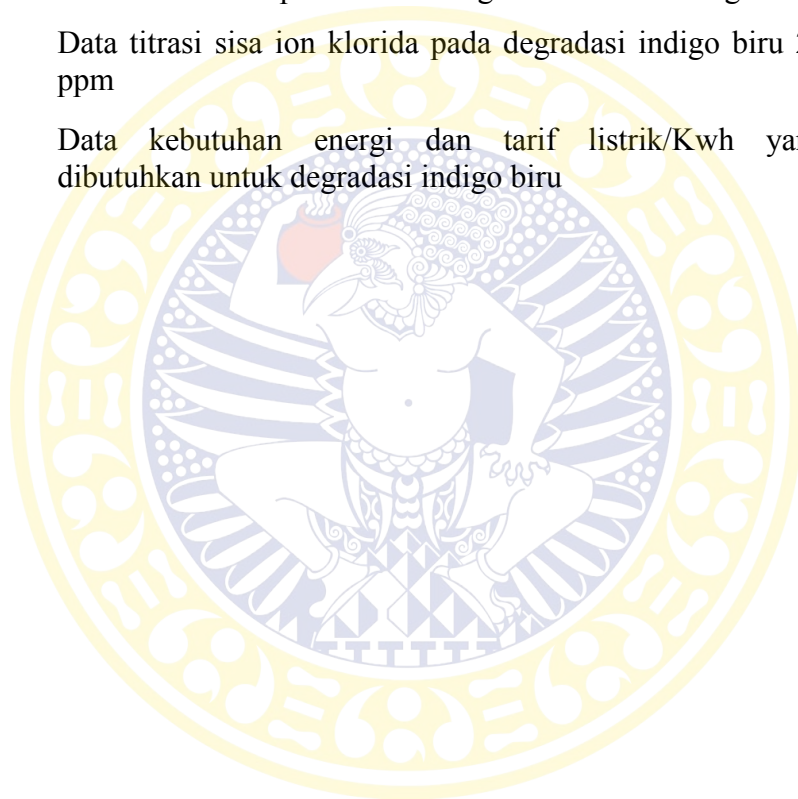 Data titrasi sisa ion klorida pada degradasi indigo biru
ppm
Data kebutuhan energi dan tarif listrik/Kwh
dibutuhkan untuk degradasi indigo biru